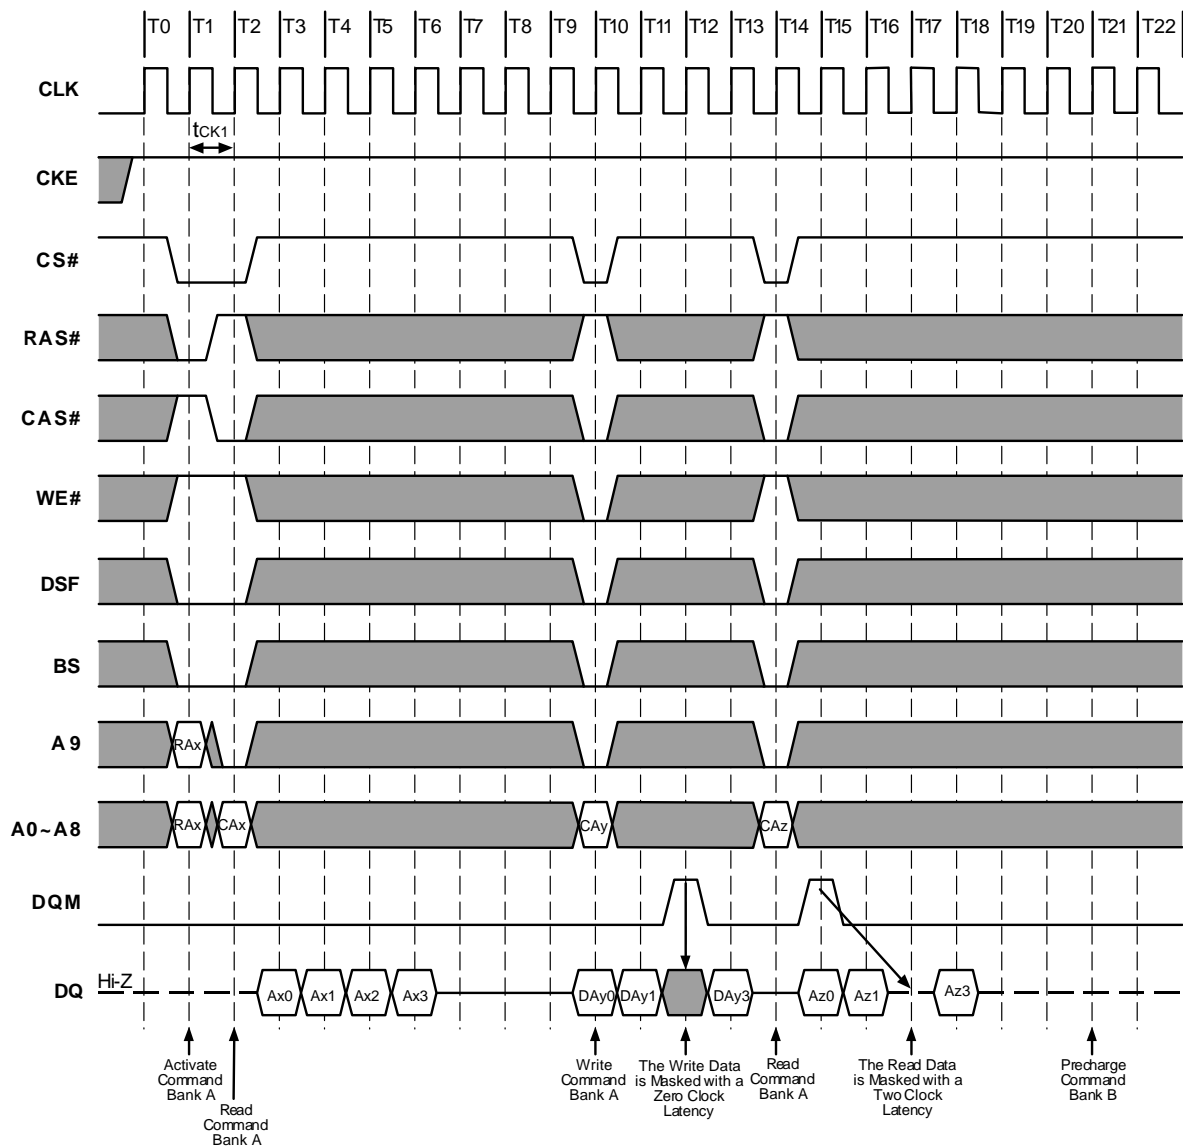 T0 T1 T2 T3 T4 T5 T6 T7 T8 T9 T10 T11 T12 T13 T14 T15 T16 T17 T18 T19 T20 T21 T22
CLK
tCK1
CKE
CS#
RAS#
CAS#
WE#
DSF
BS
A9
RAx
A0~A8
RAx CAx CAy CAz
DQM
DQ
Hi-Z
Ax0 Ax1 Ax2 Ax3 DAy0 DAy1 DAy3 Az0 Az1 Az3
Activate
Command
Bank A
Read
Command
Bank A
Write
Command
Bank A
The Write Data
is Masked with a
Zero Clock
Latency
Read
Command
Bank A
The Read Data
is Masked with a
Two Clock
Latency
Precharge
Command
Bank B